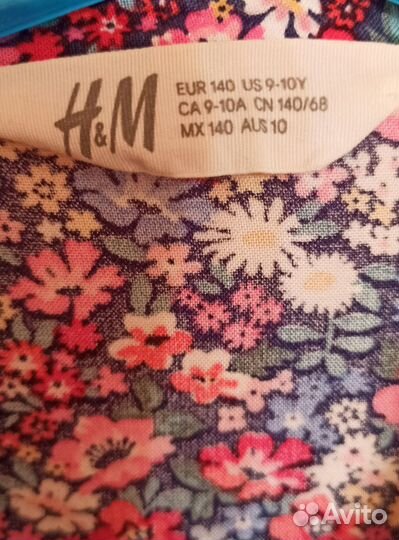 H&M
EUR 140 US 9-10Y
CA 9-10A CN 140/68
MX 140 AUS 10
Avito